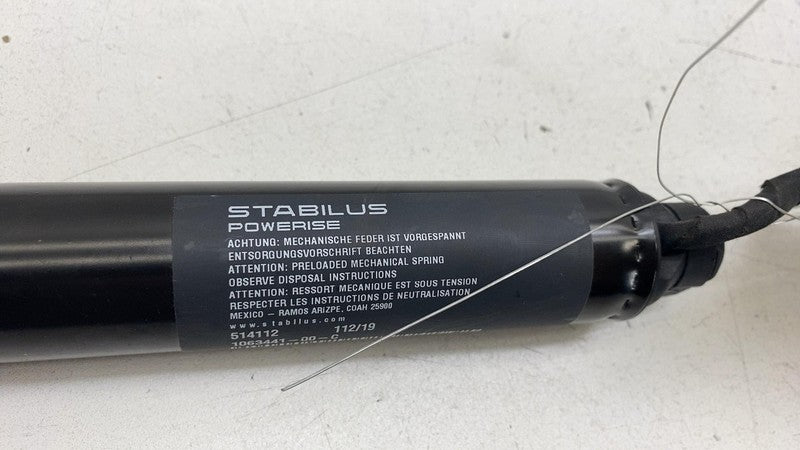 STABILUS
POWERISE
ACHTUNG: MECHANISCHE FEDER IST VORGESPANNT
ENTSORGUNGSVORSCHRIFT BEACHTEN
ATTENTION: PRELOADED MECHANICAL SPRING
OBSERVE DISPOSAL INSTRUCTIONS
ATTENTION: RESSORT MECANIQUE EST SOUS TENSION
RESPECTER LES INSTRUCTIONS DE NEUTRALISATION
MEXICO – RAMOS ARIZPE, COAH 25900
www.stabilus.com
514112 112/19
1063441-00-C